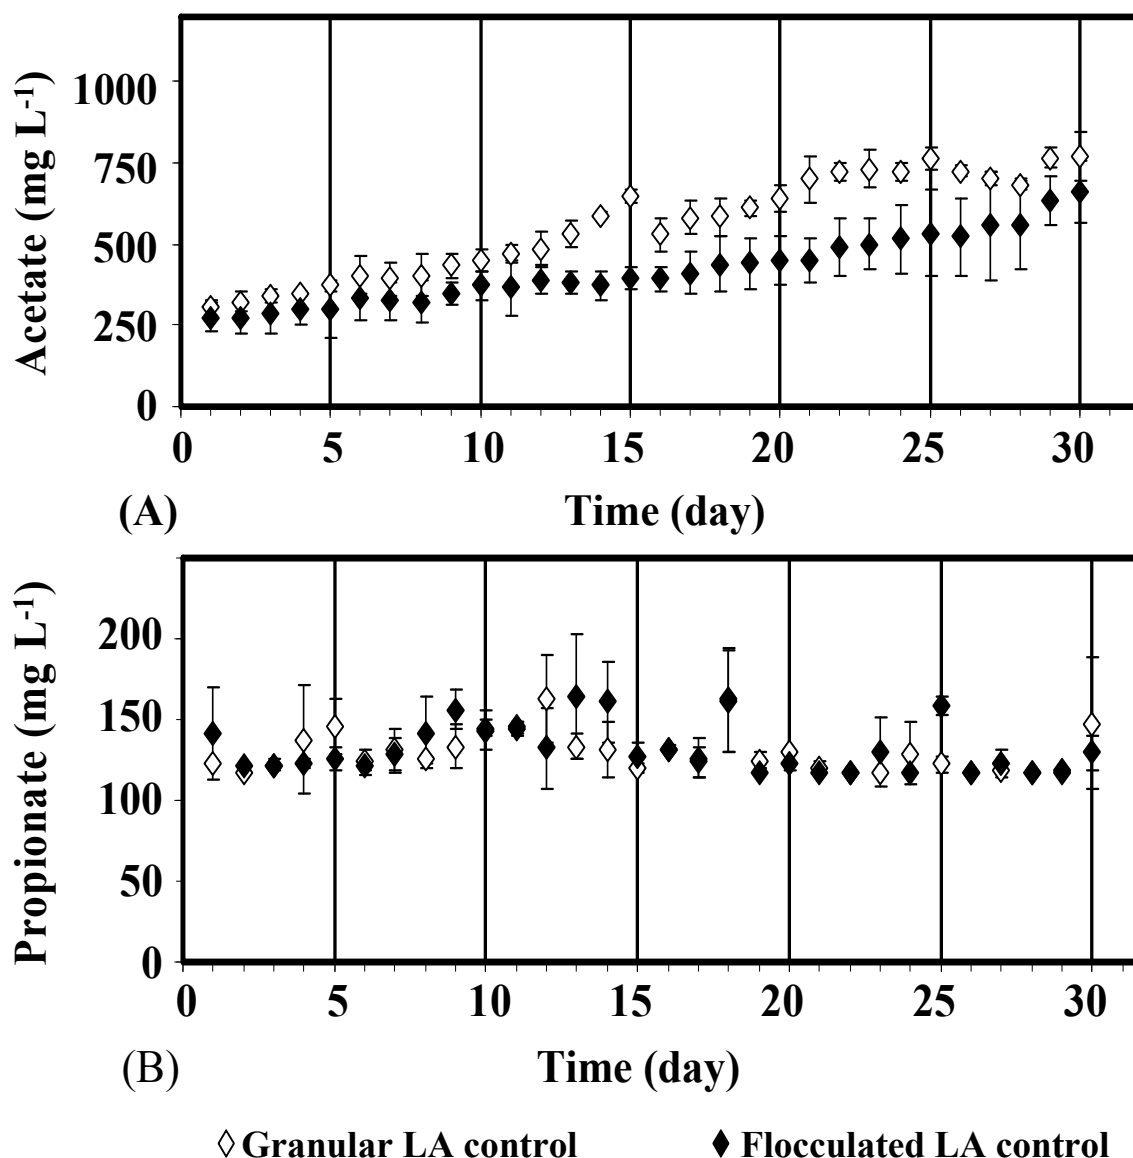 Acetate (mg L-1)
1000
750
500
250
0
0 5 10 15 20 25 30
(A) Time (day)
Propionate (mg L-1)
200
150
100
50
0
0 5 10 15 20 25 30
(B) Time (day)
Granular LA control Flocculated LA control